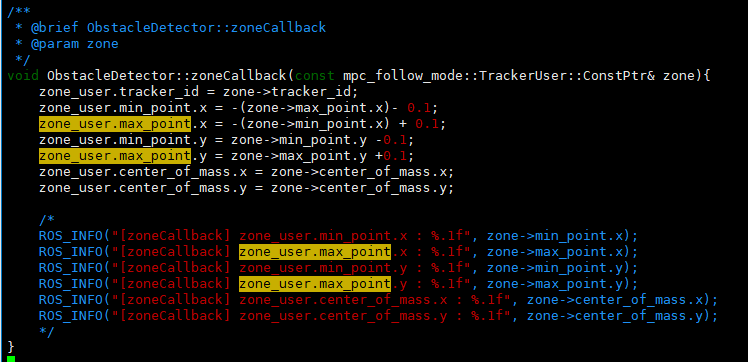 /**
 * @brief ObstacleDetector::zoneCallback
 * @param zone
 */
void ObstacleDetector::zoneCallback(const mpc_follow_mode::TrackerUser::ConstPtr& zone){
    zone_user.tracker_id = zone->tracker_id;
    zone_user.min_point.x = -(zone->max_point.x)- 0.1;
    zone_user.max_point.x = -(zone->min_point.x) + 0.1;
    zone_user.min_point.y = zone->min_point.y -0.1;
    zone_user.max_point.y = zone->max_point.y +0.1;
    zone_user.center_of_mass.x = zone->center_of_mass.x;
    zone_user.center_of_mass.y = zone->center_of_mass.y;

    /*
    ROS_INFO("[zoneCallback] zone_user.min_point.x : %.1f", zone->min_point.x);
    ROS_INFO("[zoneCallback] zone_user.max_point.x : %.1f", zone->max_point.x);
    ROS_INFO("[zoneCallback] zone_user.min_point.y : %.1f", zone->min_point.y);
    ROS_INFO("[zoneCallback] zone_user.max_point.y : %.1f", zone->max_point.y);
    ROS_INFO("[zoneCallback] zone_user.center_of_mass.x : %.1f", zone->center_of_mass.x);
    ROS_INFO("[zoneCallback] zone_user.center_of_mass.y : %.1f", zone->center_of_mass.y);
    */
}